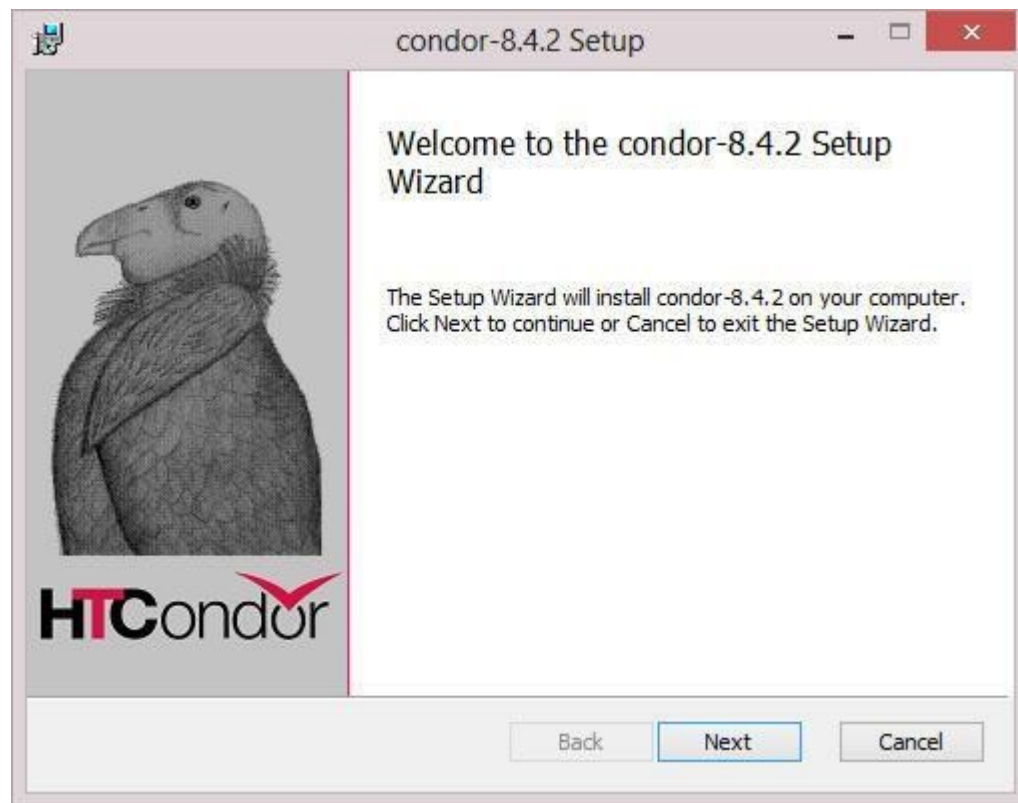 condor-8.4.2 Setup
Welcome to the condor-8.4.2 Setup
Wizard
The Setup Wizard will install condor-8.4.2 on your computer.
Click Next to continue or Cancel to exit the Setup Wizard.
HTCondor
Back
Next
Cancel